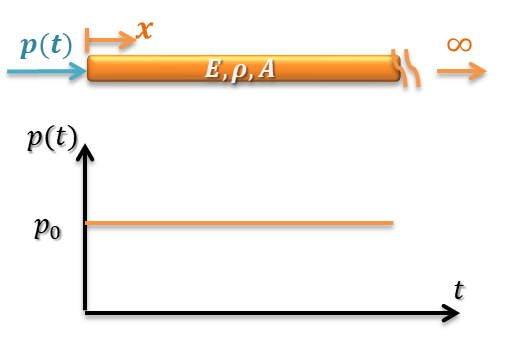 p(t) x ∞
E, ρ, A
p(t)
p₀
t